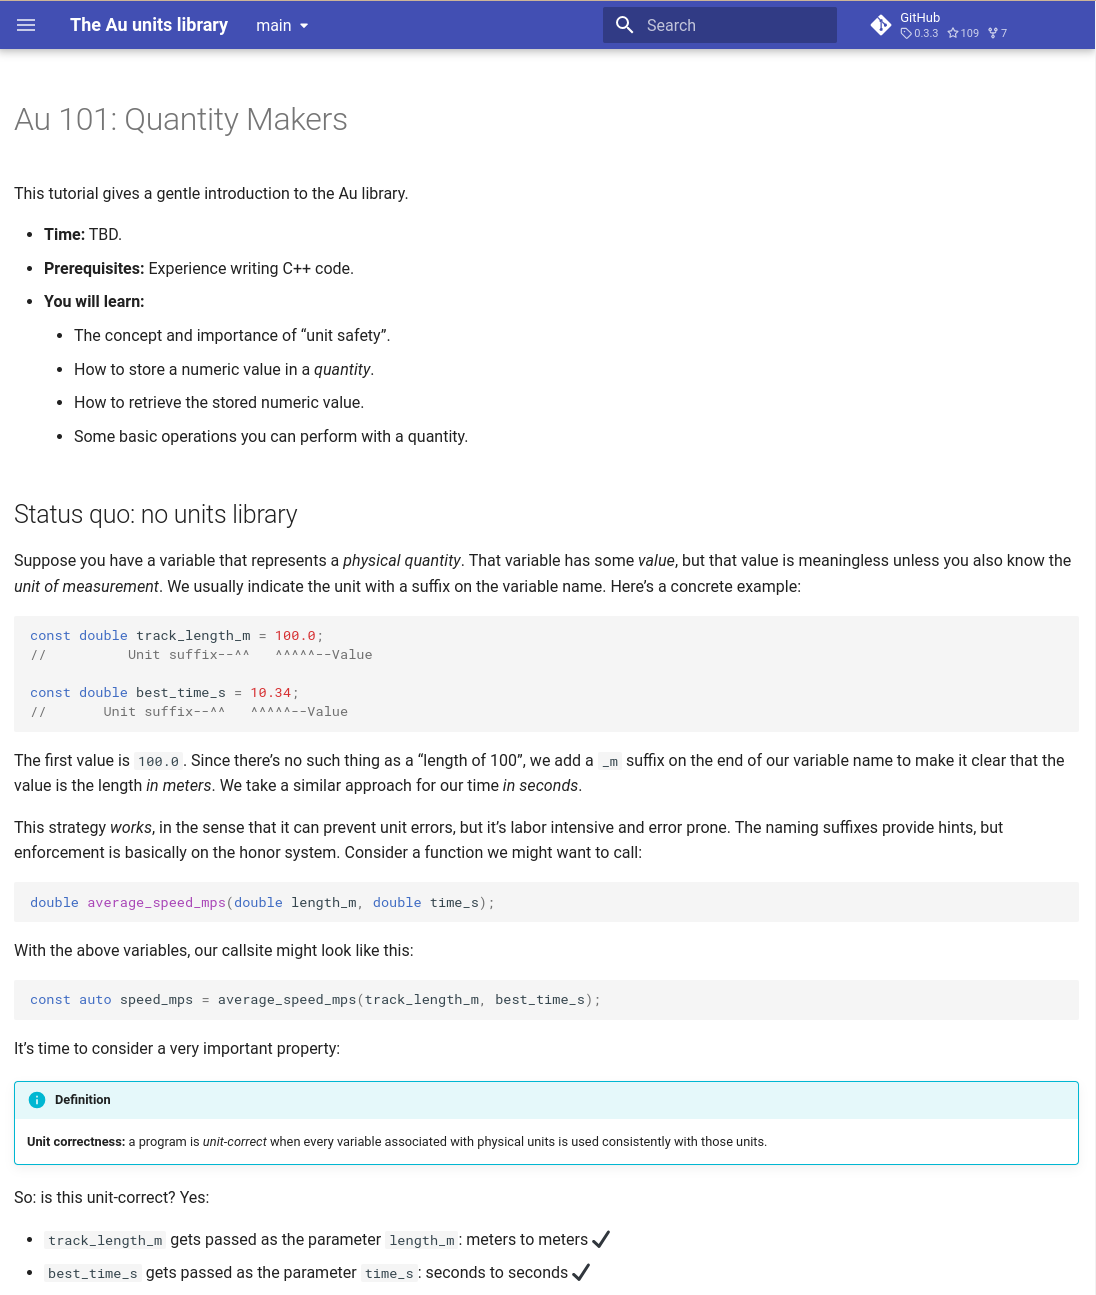 The Au units library
main
Search
GitHub
0.3.3 109 7
Au 101: Quantity Makers
This tutorial gives a gentle introduction to the Au library.
• Time: TBD.
• Prerequisites: Experience writing C++ code.
• You will learn:
• The concept and importance of “unit safety”.
• How to store a numeric value in a quantity.
• How to retrieve the stored numeric value.
• Some basic operations you can perform with a quantity.
Status quo: no units library
Suppose you have a variable that represents a physical quantity. That variable has some value, but that value is meaningless unless you also know the
unit of measurement. We usually indicate the unit with a suffix on the variable name. Here’s a concrete example:
const double track_length_m = 100.0;
//          Unit suffix--^^   ^^^^^--Value
const double best_time_s = 10.34;
//       Unit suffix--^^   ^^^^^--Value
The first value is 100.0. Since there’s no such thing as a “length of 100”, we add a _m suffix on the end of our variable name to make it clear that the
value is the length in meters. We take a similar approach for our time in seconds.
This strategy works, in the sense that it can prevent unit errors, but it’s labor intensive and error prone. The naming suffixes provide hints, but
enforcement is basically on the honor system. Consider a function we might want to call:
double average_speed_mps(double length_m, double time_s);
With the above variables, our callsite might look like this:
const auto speed_mps = average_speed_mps(track_length_m, best_time_s);
It’s time to consider a very important property:
Definition
Unit correctness: a program is unit-correct when every variable associated with physical units is used consistently with those units.
So: is this unit-correct? Yes:
• track_length_m gets passed as the parameter length_m: meters to meters ✔
• best_time_s gets passed as the parameter time_s: seconds to seconds ✔